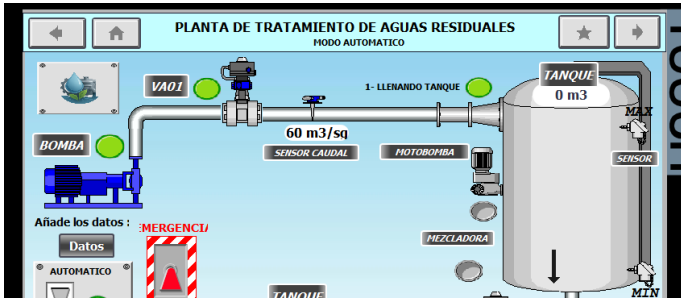 PLANTA DE TRATAMIENTO DE AGUAS RESIDUALES
MODO AUTOMATICO
VA01
1- LLENANDO TANQUE
TANQUE
0 m3
MAX
60 m3/sg
BOMBA
SENSOR CAUDAL
MOTOBOMBA
SENSOR
Añade los datos :
EMERGENCIA
Datos
MEZCLADORA
AUTOMATICO
TANQUE
MIN